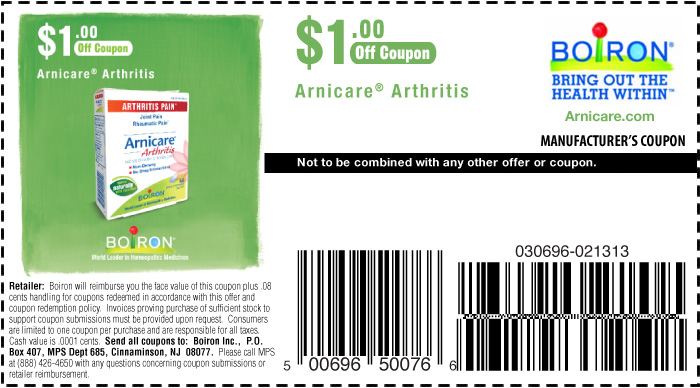 $1.00
Off Coupon
Arnicare® Arthritis
ARTHRITIS PAIN
Joint Pain
Rheumatic Pain
Arnicare®
Arthritis
BOIRON
BOIRON®
World Leader in Homeopathic Medicines
Retailer: Boiron will reimburse you the face value of this coupon plus .08
cents handling for coupons redeemed in accordance with this offer and
coupon redemption policy. Invoices proving purchase of sufficient stock to
support coupon submissions must be provided upon request. Consumers
are limited to one coupon per purchase and are responsible for all taxes.
Cash value is .0001 cents. Send all coupons to: Boiron Inc., P.O.
Box 407, MPS Dept 685, Cinnaminson, NJ 08077. Please call MPS
at (888) 426-4650 with any questions concerning coupon submissions or
retailer reimbursement.
$1.00
Off Coupon
Arnicare® Arthritis
BOIRON®
BRING OUT THE
HEALTH WITHIN™
Arnicare.com
MANUFACTURER'S COUPON
Not to be combined with any other offer or coupon.
030696-021313
5 00696 50076 6